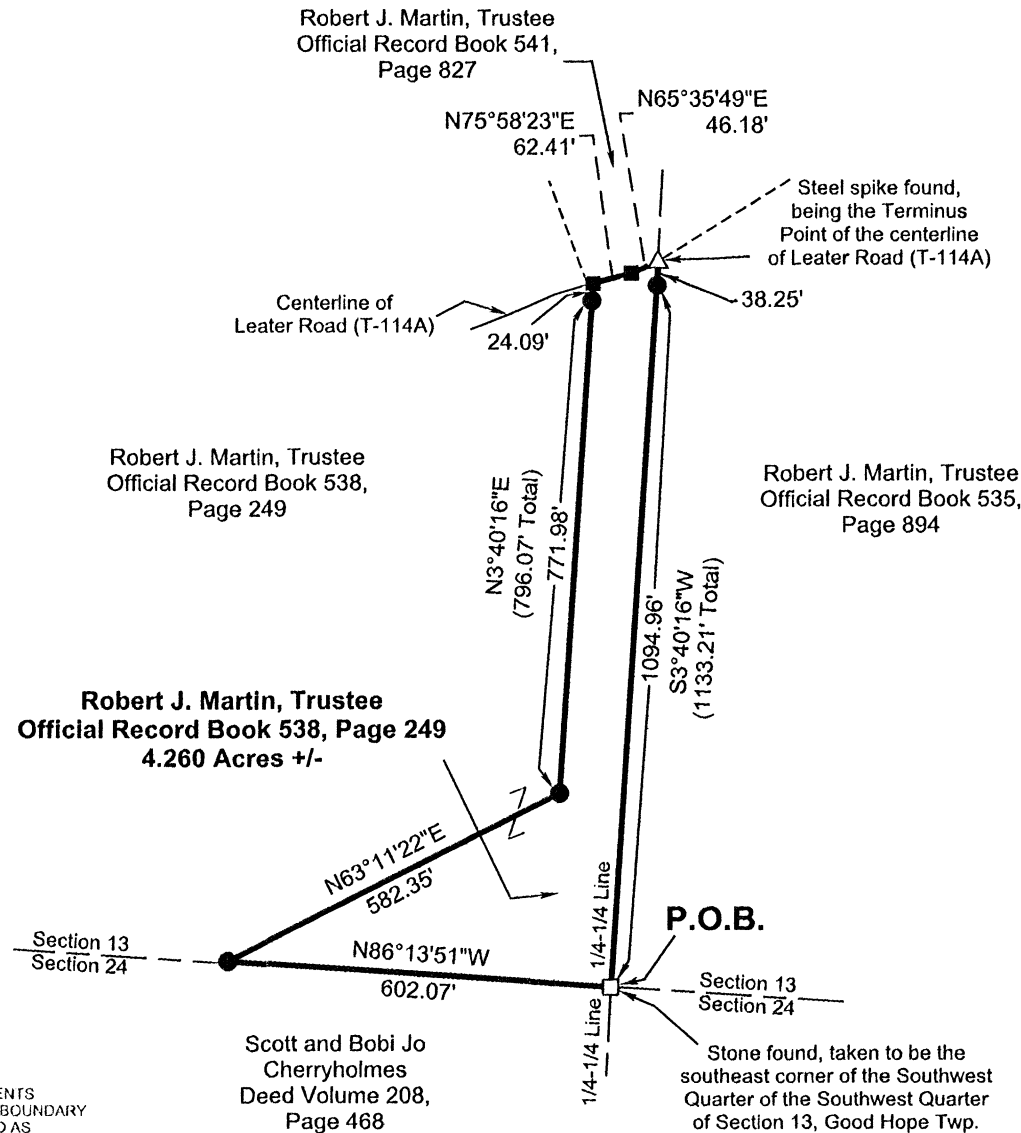 Robert J. Martin, Trustee
Official Record Book 541,
Page 827
N65°35'49"E
46.18'
N75°58'23"E
62.41'
Steel spike found,
being the Terminus
Point of the centerline
of Leater Road (T-114A)
Centerline of
Leater Road (T-114A)
24.09'
38.25'
Robert J. Martin, Trustee
Official Record Book 538,
Page 249
N3°40'16"E
(796.07' Total)
771.98'
1094.96'
S3°40'16"W
(1133.21' Total)
Robert J. Martin, Trustee
Official Record Book 535,
Page 894
Robert J. Martin, Trustee
Official Record Book 538, Page 249
4.260 Acres +/-
N63°11'22"E
582.35'
1/4-1/4 Line
P.O.B.
Section 13
Section 24
N86°13'51"W
602.07'
Section 13
Section 24
1/4-1/4 Line
Scott and Bobi Jo
Cherryholmes
Deed Volume 208,
Page 468
Stone found, taken to be the
southeast corner of the Southwest
Quarter of the Southwest Quarter
of Section 13, Good Hope Twp.
BOUNDARY
AS